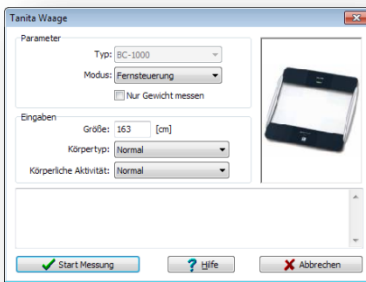 Tanita Waage
Parameter
Typ: BC-1000
Modus: Fernsteuerung
Nur Gewicht messen
Eingaben
Größe: 163 [cm]
Körpertyp: Normal
Körperliche Aktivität: Normal
Start Messung
? Hilfe
Abbrechen